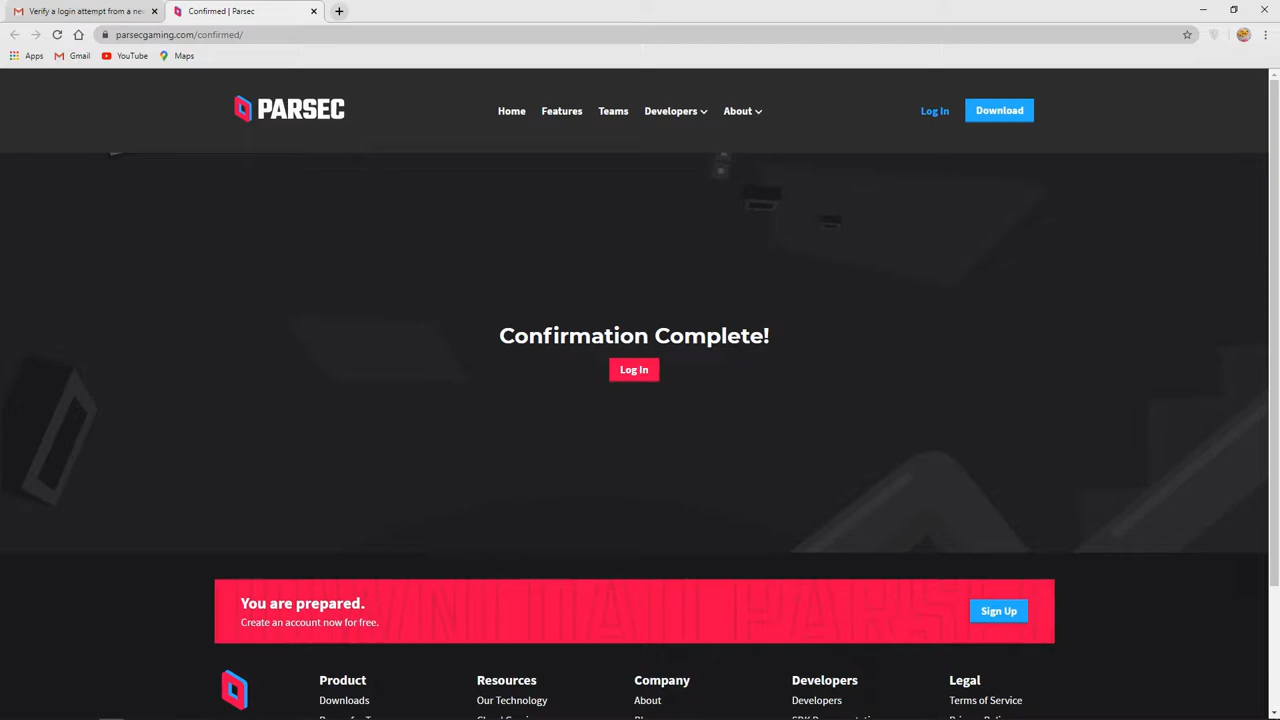 Verify a login attempt from a ne
Confirmed | Parsec
parsecgaming.com/confirmed/
Apps Gmail YouTube Maps
PARSEC
Home Features Teams Developers About Log In Download
Confirmation Complete!
Log In
You are prepared.
Create an account now for free.
Sign Up
Product Resources Company Developers Legal
Downloads Our Technology About Developers Terms of Service